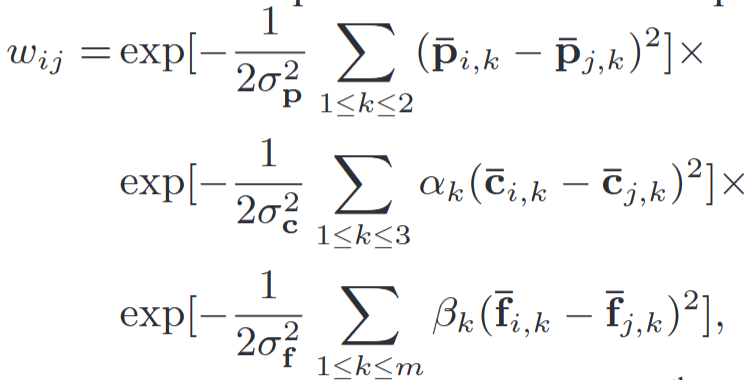 w_{ij} = exp[-\frac{1}{2σ_{\mathbf{p}}^2} \sum_{1≤k≤2} (\bar{\mathbf{p}}_{i,k} - \bar{\mathbf{p}}_{j,k})^2]×
exp[-\frac{1}{2σ_{\mathbf{c}}^2} \sum_{1≤k≤3} α_k(\bar{\mathbf{c}}_{i,k} - \bar{\mathbf{c}}_{j,k})^2]×
exp[-\frac{1}{2σ_{\mathbf{f}}^2} \sum_{1≤k≤m} β_k(\bar{\mathbf{f}}_{i,k} - \bar{\mathbf{f}}_{j,k})^2],